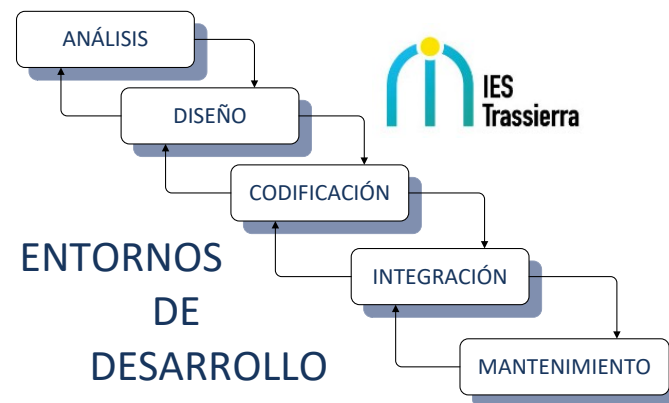 ANÁLISIS
DISEÑO
CODIFICACIÓN
INTEGRACIÓN
MANTENIMIENTO
IES
Trassierra
ENTORNOS
DE
DESARROLLO